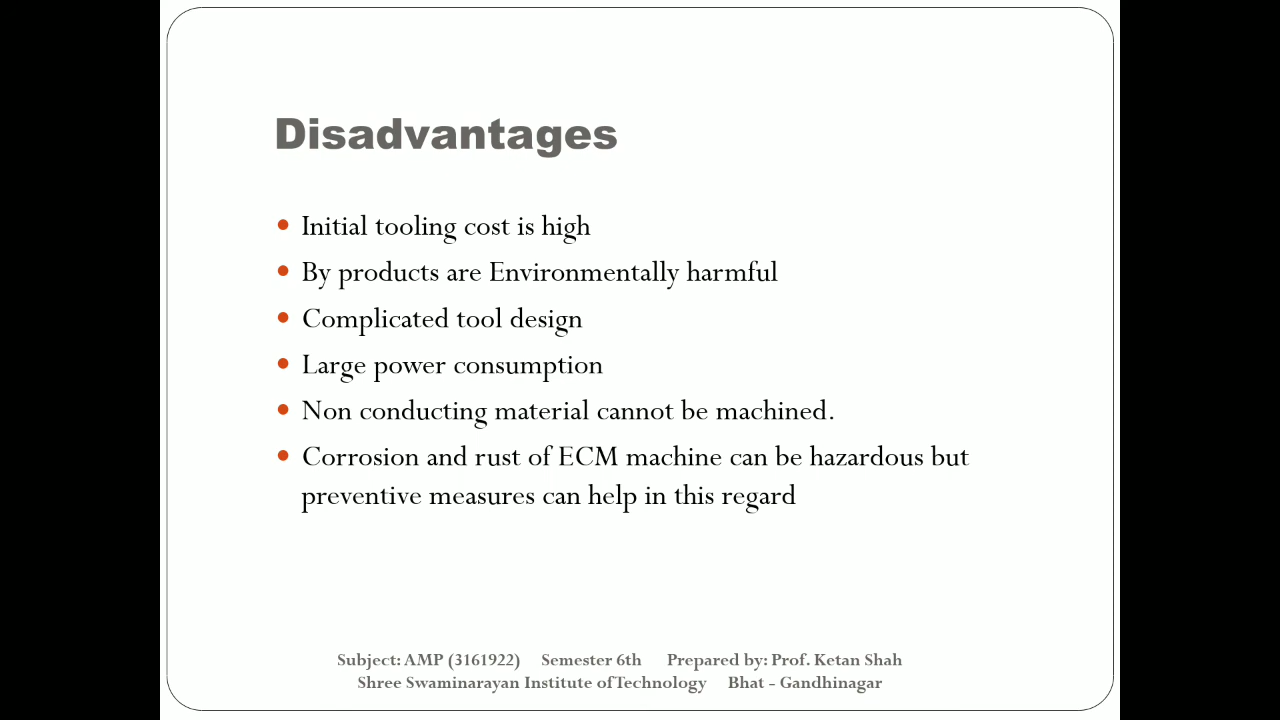 Disadvantages
• Initial tooling cost is high
• By products are Environmentally harmful
• Complicated tool design
• Large power consumption
• Non conducting material cannot be machined.
• Corrosion and rust of ECM machine can be hazardous but
preventive measures can help in this regard
Subject: AMP (3161922) Semester 6th Prepared by: Prof. Ketan Shah
Shree Swaminarayan Institute of Technology Bhat - Gandhinagar